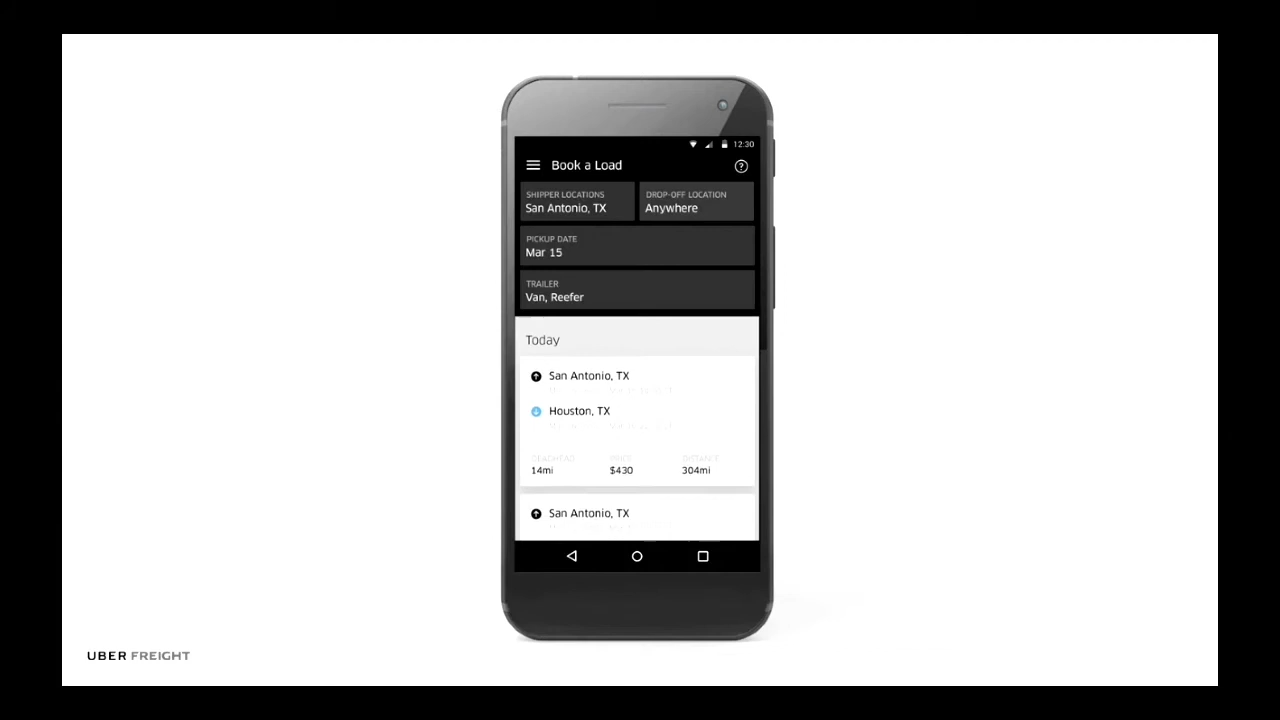 12:30
Book a Load
SHIPPER LOCATIONS DROP-OFF LOCATION
San Antonio, TX Anywhere
PICKUP DATE
Mar 15
TRAILER
Van, Reefer
Today
San Antonio, TX
Houston, TX
DEADHEAD PRICE DISTANCE
14mi $430 304mi
San Antonio, TX
UBER FREIGHT